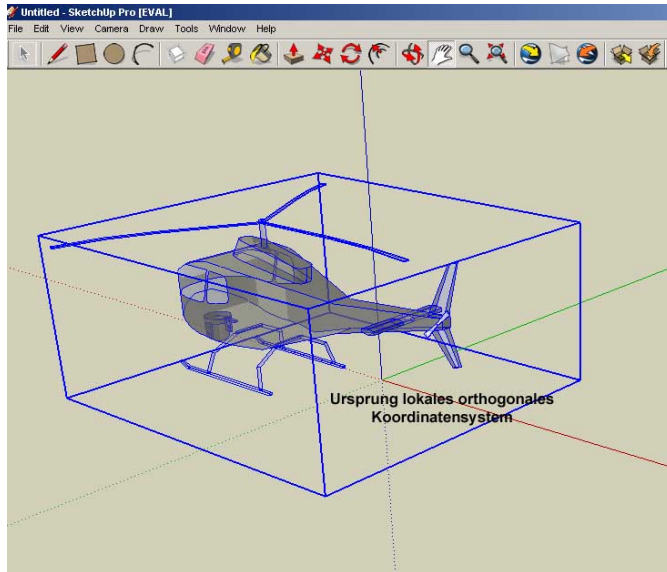 Untitled - SketchUp Pro [EVAL]
File Edit View Camera Draw Tools Window Help
Ursprung lokales orthogonales
Koordinatensystem